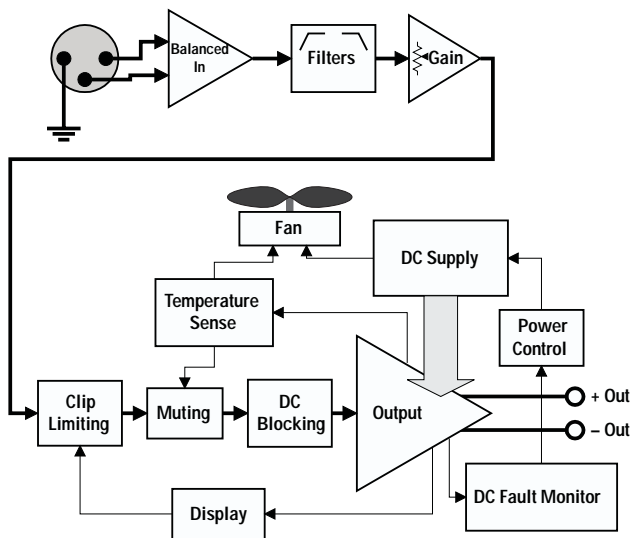 Balanced
In
Filters
Gain
Fan
DC Supply
Temperature
Sense
Power
Control
Clip
Limiting
Muting
DC
Blocking
Output
+ Out
– Out
DC Fault Monitor
Display